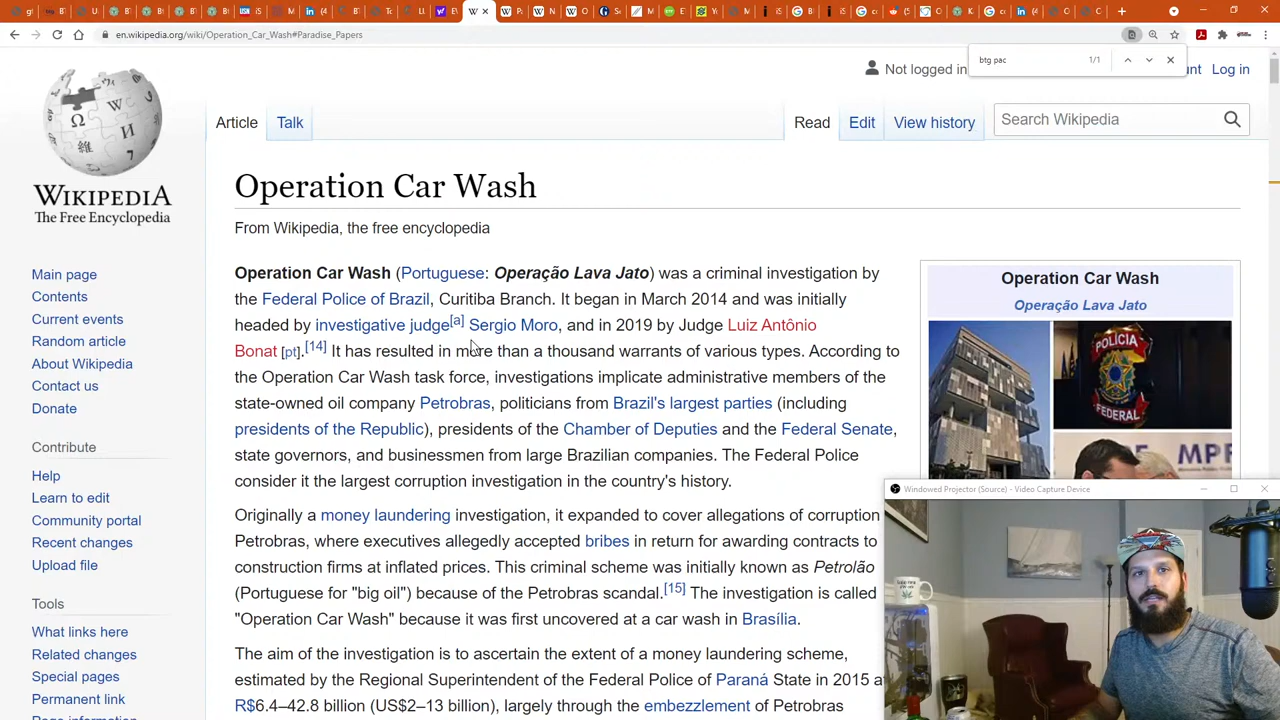 en.wikipedia.org/wiki/Operation_Car_Wash#Paradise_Papers
btg pac
1/1
Not logged in
unt
Log in
Article
Talk
Read
Edit
View history
Search Wikipedia
WIKIPEDIA
The Free Encyclopedia
Main page
Contents
Current events
Random article
About Wikipedia
Contact us
Donate
Contribute
Help
Learn to edit
Community portal
Recent changes
Upload file
Tools
What links here
Related changes
Special pages
Permanent link
Page information
Operation Car Wash
From Wikipedia, the free encyclopedia
Operation Car Wash (Portuguese: Operação Lava Jato) was a criminal investigation by
the Federal Police of Brazil, Curitiba Branch. It began in March 2014 and was initially
headed by investigative judge[a] Sergio Moro, and in 2019 by Judge Luiz Antônio
Bonat [pt].[14] It has resulted in more than a thousand warrants of various types. According to
the Operation Car Wash task force, investigations implicate administrative members of the
state-owned oil company Petrobras, politicians from Brazil's largest parties (including
presidents of the Republic), presidents of the Chamber of Deputies and the Federal Senate,
state governors, and businessmen from large Brazilian companies. The Federal Police
consider it the largest corruption investigation in the country's history.
Originally a money laundering investigation, it expanded to cover allegations of corruption
Petrobras, where executives allegedly accepted bribes in return for awarding contracts to
construction firms at inflated prices. This criminal scheme was initially known as Petrolão
(Portuguese for "big oil") because of the Petrobras scandal.[15] The investigation is called
"Operation Car Wash" because it was first uncovered at a car wash in Brasília.
The aim of the investigation is to ascertain the extent of a money laundering scheme,
estimated by the Regional Superintendent of the Federal Police of Paraná State in 2015 at
R$6.4–42.8 billion (US$2–13 billion), largely through the embezzlement of Petrobras
Operation Car Wash
Operação Lava Jato
POLICIA
FEDERAL
MPF
Windowed Projector (Source) - Video Capture Device